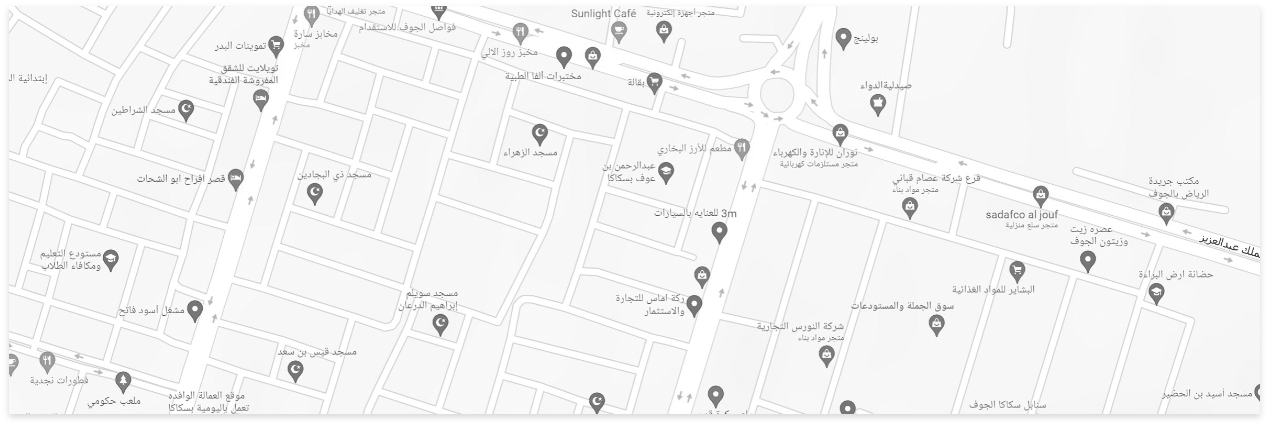 متجر تغليف الهدايا
مخابز سارة
مخبز
فواصل الجوف للاستقدام
Sunlight Café
متجر أجهزة إلكترونية
بولينج
تموينات البدر
مخبز روز الالي
توبلايت للشقق
المفروشة الفندقية
مختبرات ألفا الطبية
بقالة
صيدليةالدواء
إبتدائية ال
مسجد الشراطين
مسجد الزهراء
مطعم للأرز البخاري
نوران للإنارة والكهرباء
متجر مستلزمات كهربائية
عبدالرحمن بن
عوف بسكاكا
قصر افراح ابو الشحات
مسجد ذي البجادين
فرع شركة عصام قباني
متجر مواد بناء
مكتب جريدة
الرياض بالجوف
3m للعنايه بالسيارات
sadafco al jouf
متجر سلع منزلية
عصره زيت
وزيتون الجوف
ملك عبدالعزيز
مستودع التعليم
ومكافاء الطلاب
حضانة ارض البراءة
البشاير للمواد الغذائية
مسجد سويلم
إبراهيم الدرعان
ركة اماس للتجارة
والاستثمار
سوق الجملة والمستودعات
مشغل أسود فاتح
شركة النورس التجارية
متجر مواد بناء
مسجد قيس بن سعد
فطورات نجدية
ملعب حكومي
موقع العمالة الوافده
تعمل باليومية بسكاكا
سنابل سكاكا الجوف
مسجد أسيد بن الحضير